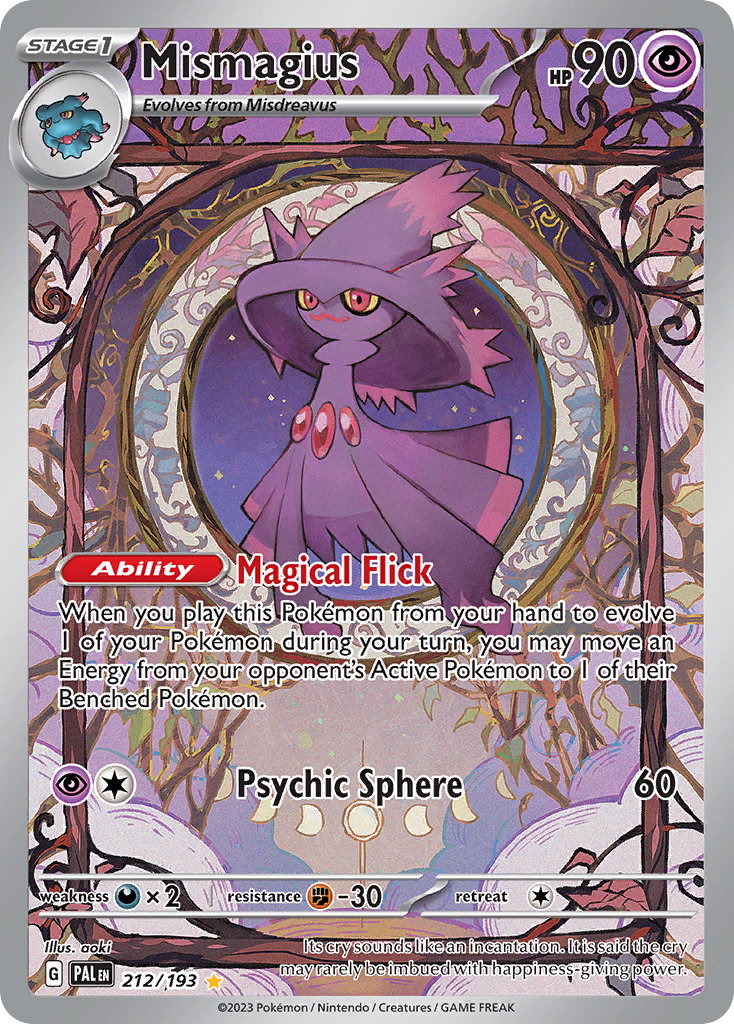 STAGE 1
Mismagius
HP 90
Evolves from Misdreavus
Ability Magical Flick
When you play this Pokémon from your hand to evolve
1 of your Pokémon during your turn, you may move an
Energy from your opponent's Active Pokémon to 1 of their
Benched Pokémon.
Psychic Sphere 60
weakness × 2 resistance -30 retreat
Illus. aoki
Its cry sounds like an incantation. It is said the cry
may rarely be imbued with happiness-giving power.
G PAL EN 212/193
©2023 Pokémon / Nintendo / Creatures / GAME FREAK